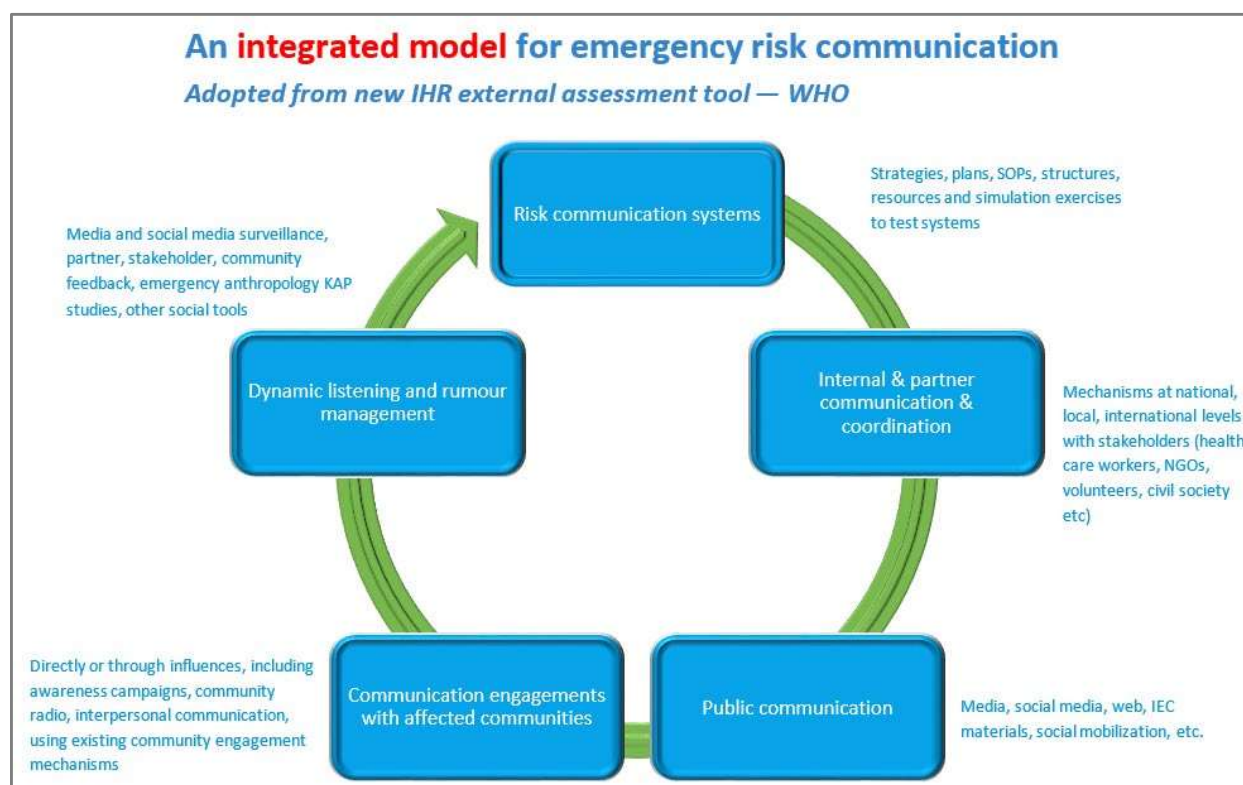 An integrated model for emergency risk communication
Adopted from new IHR external assessment tool — WHO
Risk communication systems
Strategies, plans, SOPs, structures,
resources and simulation exercises
to test systems
Internal & partner
communication &
coordination
Mechanisms at national,
local, international levels
with stakeholders (health
care workers, NGOs,
volunteers, civil society
etc)
Public communication
Media, social media, web, IEC
materials, social mobilization, etc.
Communication engagements
with affected communities
Directly or through influences, including
awareness campaigns, community
radio, interpersonal communication,
using existing community engagement
mechanisms
Dynamic listening and rumour
management
Media and social media surveillance,
partner, stakeholder, community
feedback, emergency anthropology KAP
studies, other social tools